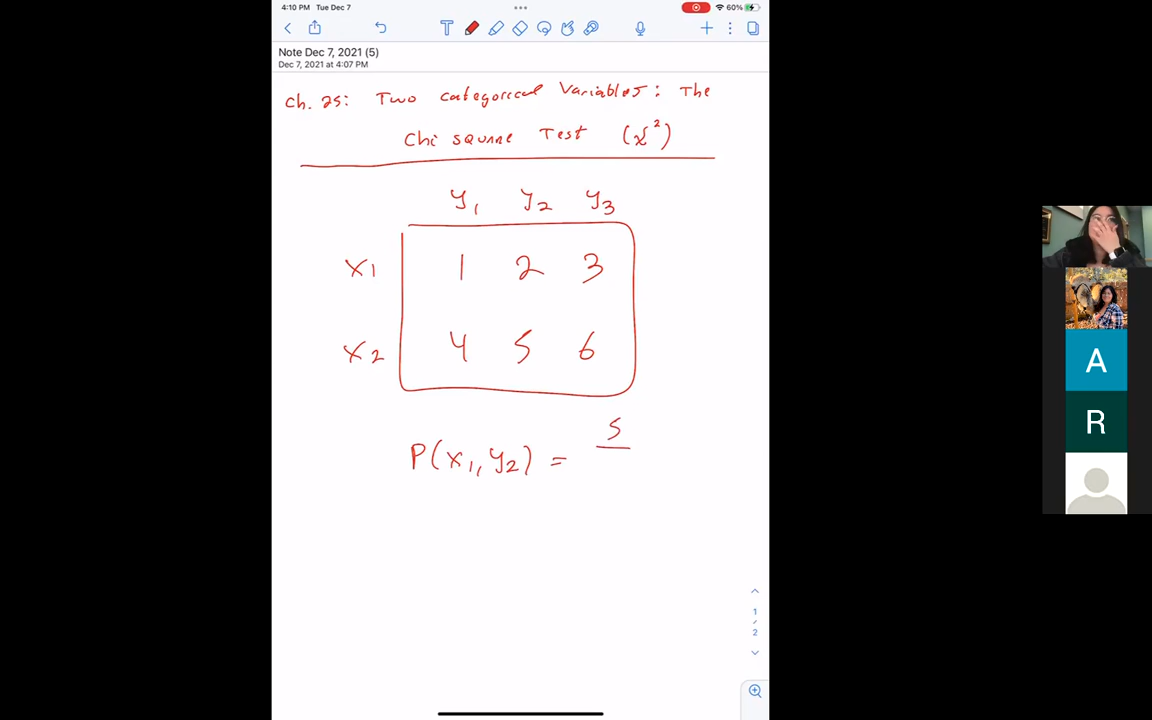 4:10 PM Tue Dec 7
60%
Note Dec 7, 2021 (5)
Dec 7, 2021 at 4:07 PM
Ch. 25: Two categorical Variables: The
Chi square Test (χ²)
y₁ y₂ y₃
x₁ 1 2 3
x₂ 4 5 6
P(x₁, y₂) = 5
1
/
2
A
R